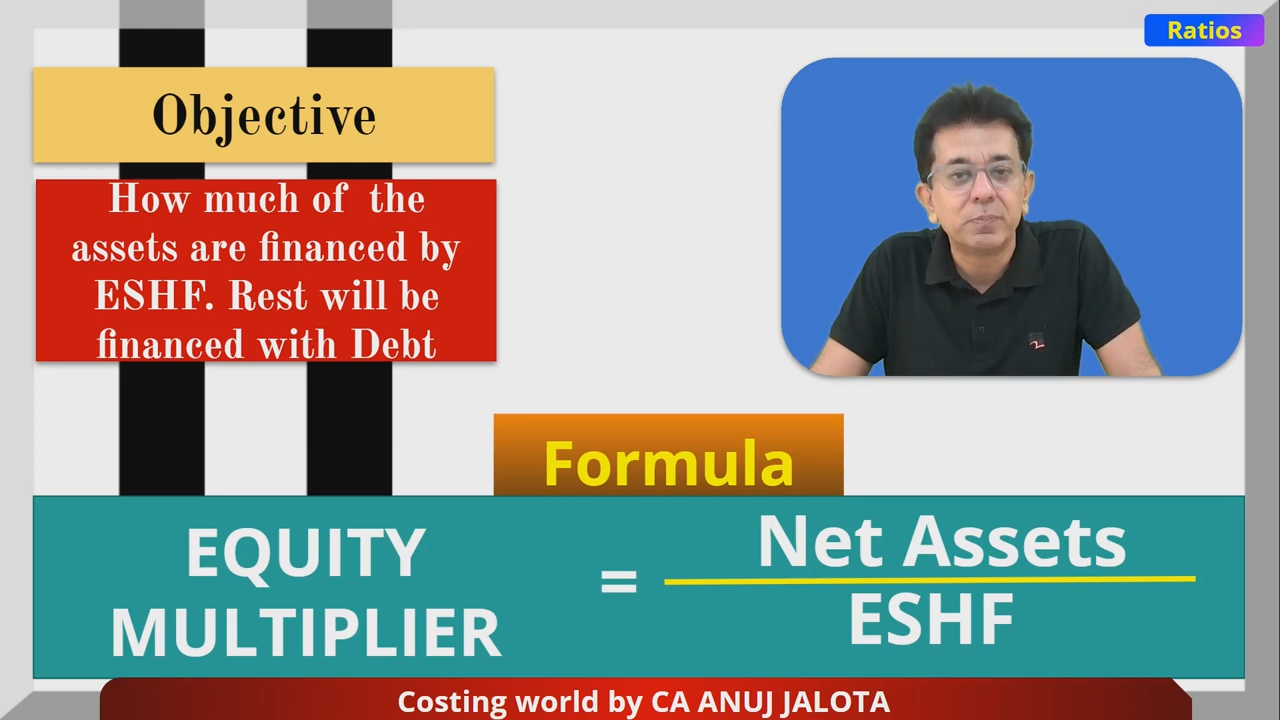 Ratios
Objective
How much of the
assets are financed by
ESHF. Rest will be
financed with Debt
Formula
EQUITY
MULTIPLIER
=
Net Assets
ESHF
Costing world by CA ANUJ JALOTA